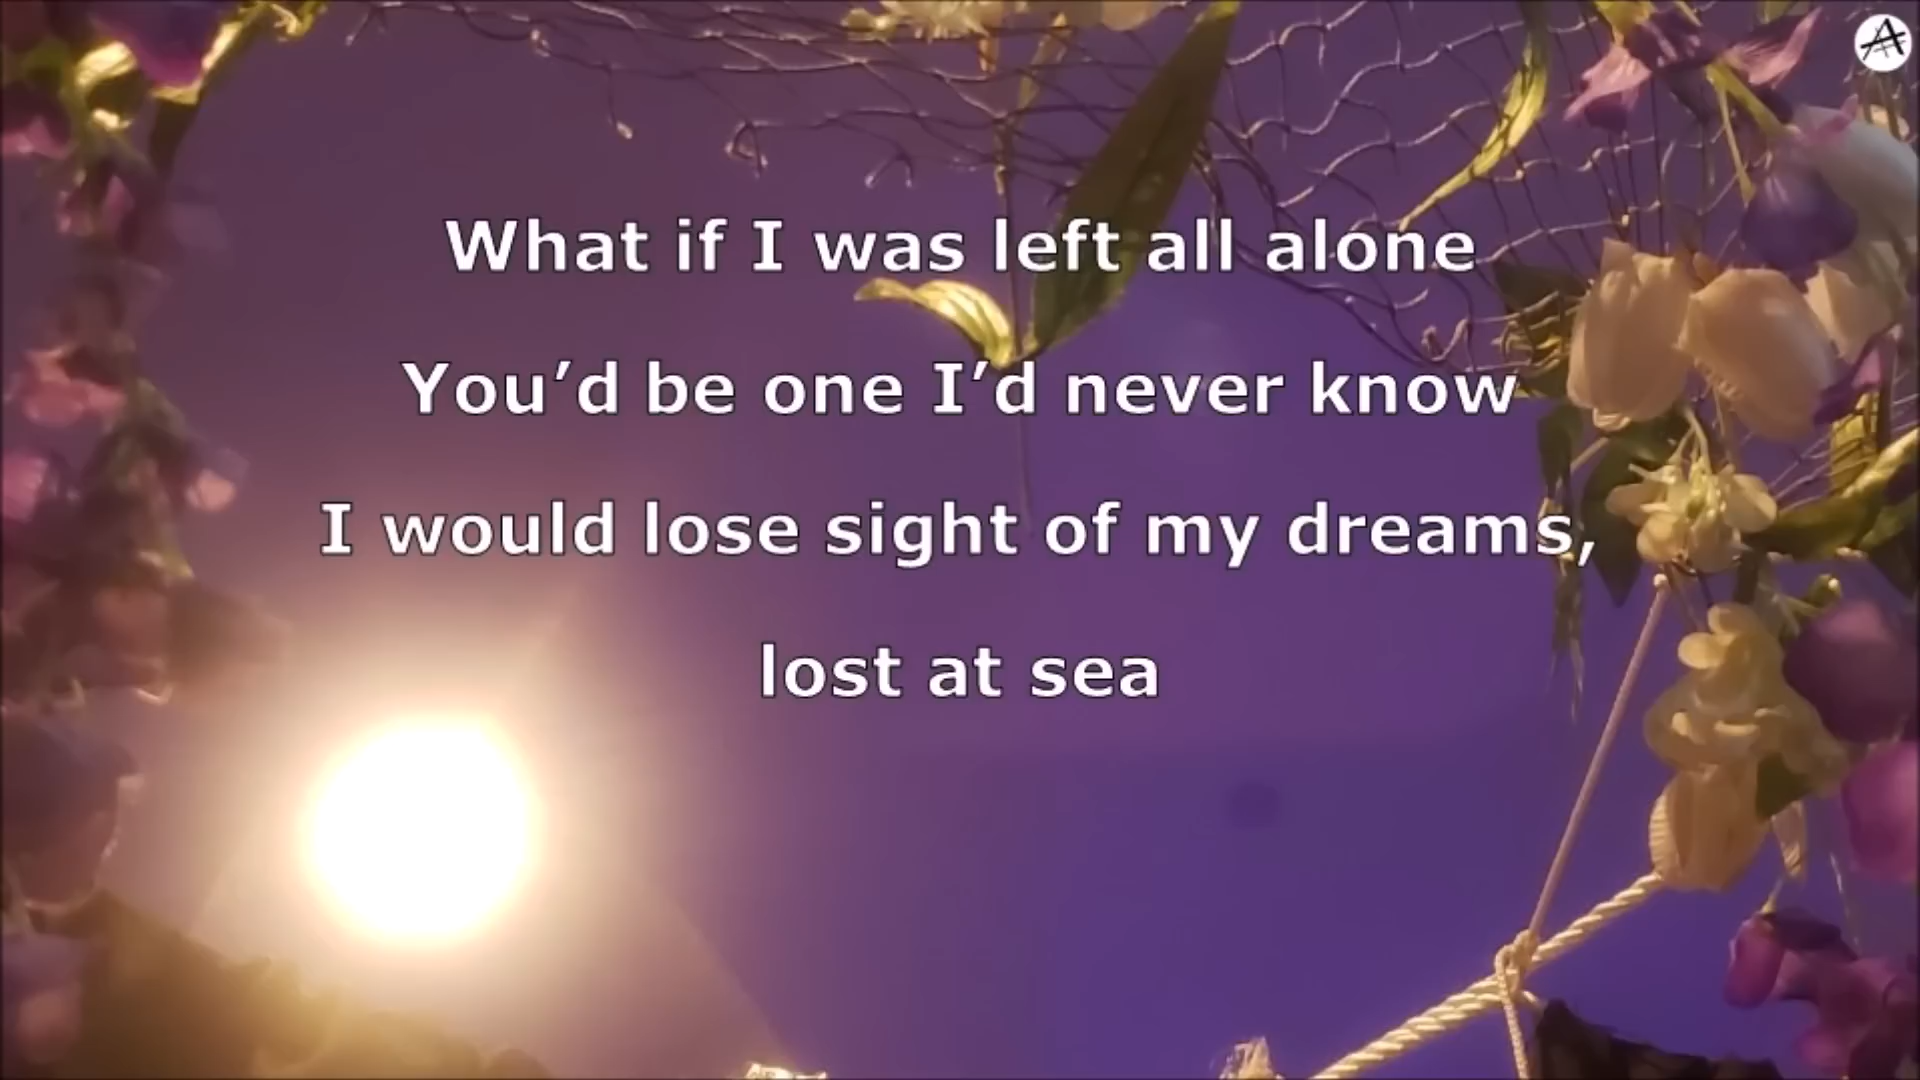 What if I was left all alone
You’d be one I’d never know
I would lose sight of my dreams,
lost at sea